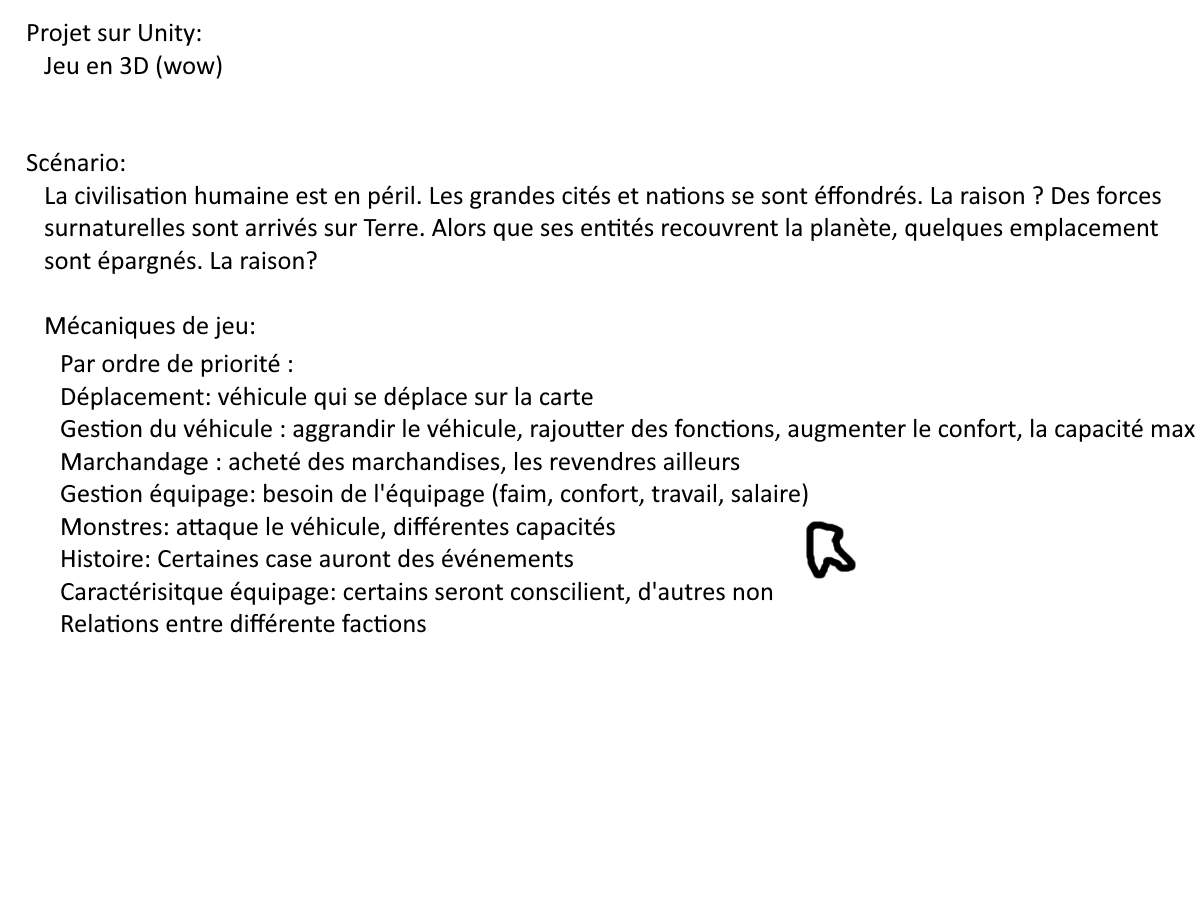 Projet sur Unity:
Jeu en 3D (wow)
Scénario:
La civilisation humaine est en péril. Les grandes cités et nations se sont éffondrés. La raison ? Des forces
surnaturelles sont arrivés sur Terre. Alors que ses entités recouvrent la planète, quelques emplacement
sont épargnés. La raison?
Mécaniques de jeu:
Par ordre de priorité :
Déplacement: véhicule qui se déplace sur la carte
Gestion du véhicule : aggrandir le véhicule, rajoutter des fonctions, augmenter le confort, la capacité max
Marchandage : acheté des marchandises, les revendres ailleurs
Gestion équipage: besoin de l'équipage (faim, confort, travail, salaire)
Monstres: attaque le véhicule, différentes capacités
Histoire: Certaines case auront des événements
Caractérisitque équipage: certains seront conscilient, d'autres non
Relations entre différente factions